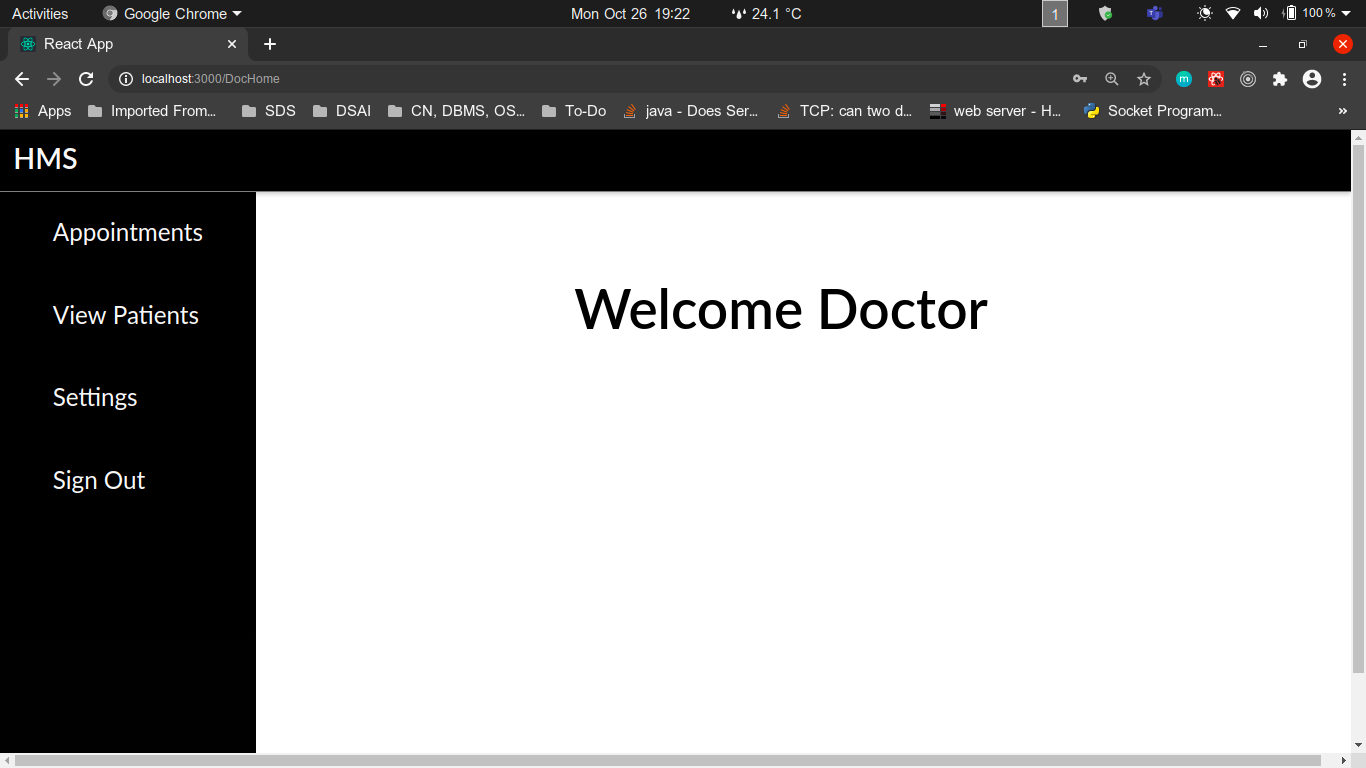 Activities Google Chrome Mon Oct 26 19:22 24.1 °C 1 100 %
React App
localhost:3000/DocHome m
Apps Imported From... SDS DSAI CN, DBMS, OS... To-Do java - Does Ser... TCP: can two d... web server - H... Socket Program... »
HMS
Appointments
Welcome Doctor
View Patients
Settings
Sign Out